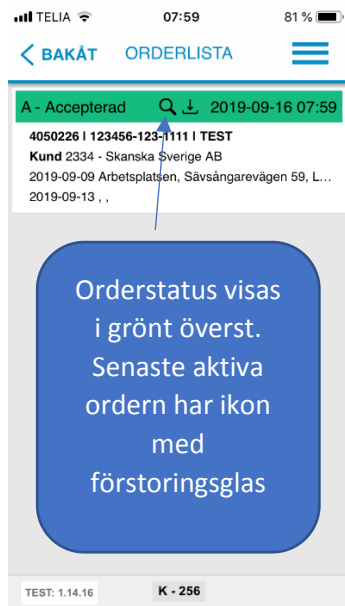 TELIA 07:59 81 %
BAKÅT ORDERLISTA
A - Accepterad 2019-09-16 07:59
4050226 I 123456-123-1111 I TEST
Kund 2334 - Skanska Sverige AB
2019-09-09 Arbetsplatsen, Sävsångarevägen 59, L...
2019-09-13 , ,
Orderstatus visas
i grönt överst.
Senaste aktiva
ordern har ikon
med
förstoringsglas
TEST: 1.14.16 K - 256